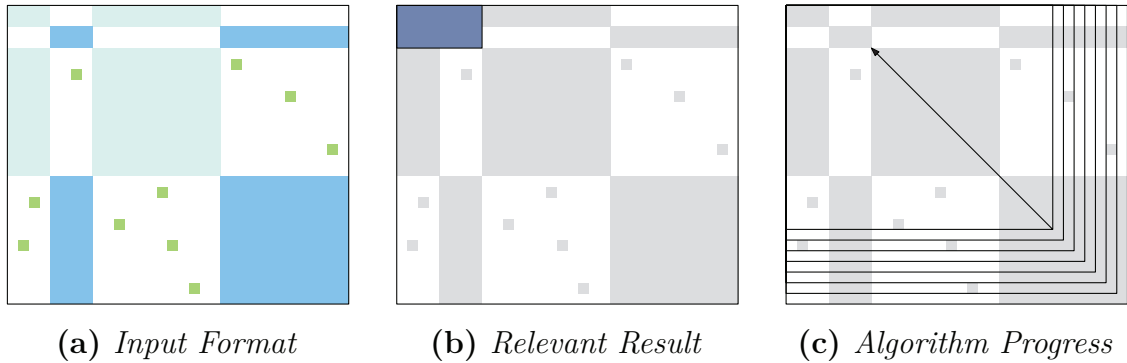 (a) Input Format
(b) Relevant Result
(c) Algorithm Progress